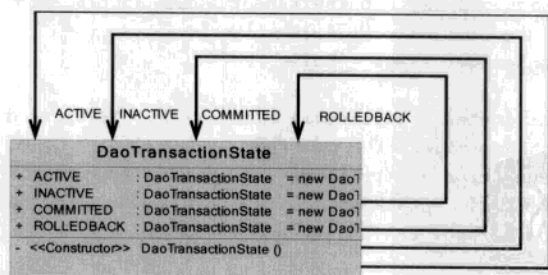 ACTIVE INACTIVE COMMITTED ROLLEDBACK
DaoTransactionState
+ ACTIVE : DaoTransactionState = new Dao
+ INACTIVE : DaoTransactionState = new Dao
+ COMMITTED : DaoTransactionState = new Dao
+ ROLLEDBACK : DaoTransactionState = new Dao
- <<Constructor>> DaoTransactionState ()